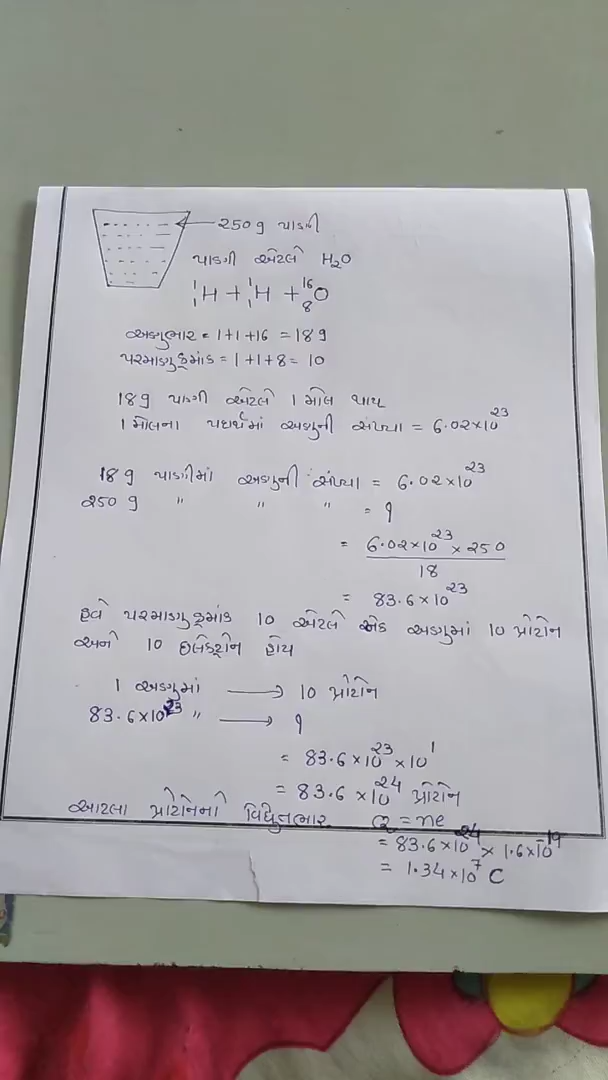 250 g પાણી
પાણી એટલે H₂O
¹₁H + ¹₁H + ¹⁶₈O
અણુભાર = 1+1+16 = 18 g
પરમાણુક્રમાંક = 1+1+8 = 10
18 g પાણી એટલે 1 મોલ થાય
1 મોલના પદાર્થમાં અણુની સંખ્યા = 6.02×10²³
18 g પાણીમાં અણુની સંખ્યા = 6.02×10²³
250 g " " " = ?
= 6.02×10²³ × 250
18
= 83.6×10²³
હવે પરમાણુક્રમાંક 10 એટલે એક અણુમાં 10 પ્રોટોન
અને 10 ઇલેક્ટ્રોન હોય
1 અણુમાં → 10 પ્રોટોન
83.6×10²³ " → ?
= 83.6×10²³×10¹
= 83.6×10²⁴ પ્રોટોન
આટલા પ્રોટોનનો વિદ્યુતભાર Q = ne
= 83.6×10²⁴ × 1.6×10⁻¹⁹
= 1.34×10⁷ C